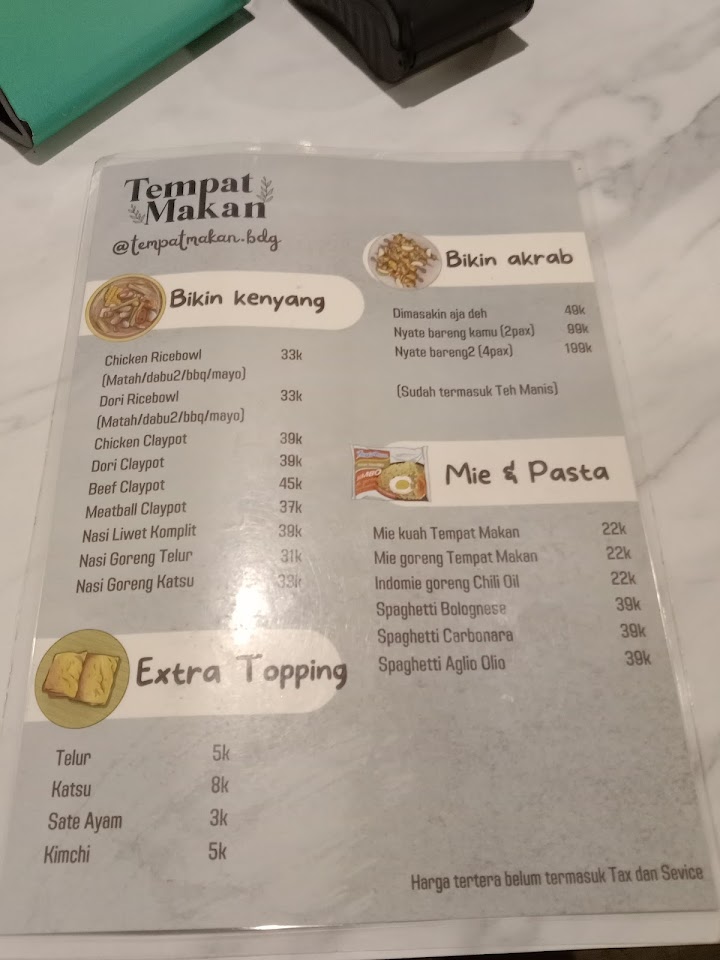 Tempat
Makan
@tempatmakan.bdg
Bikin kenyang
Chicken Ricebowl 33k
(Matah/dabu2/bbq/mayo)
Dori Ricebowl 33k
(Matah/dabu2/bbq/mayo)
Chicken Claypot 39k
Dori Claypot 39k
Beef Claypot 45k
Meatball Claypot 37k
Nasi Liwet Komplit 39k
Nasi Goreng Telur 31k
Nasi Goreng Katsu
Extra Topping
Telur 5k
Katsu 8k
Sate Ayam 3k
Kimchi 5k
Bikin akrab
Dimasakin aja deh 49k
Nyate bareng kamu (2pax) 99k
Nyate bareng2 (4pax) 199k
(Sudah termasuk Teh Manis)
Mie & Pasta
Mie kuah Tempat Makan 22k
Mie goreng Tempat Makan 22k
Indomie goreng Chili Oil 22k
Spaghetti Bolognese 39k
Spaghetti Carbonara 39k
Spaghetti Aglio Olio 39k
Harga tertera belum termasuk Tax dan Sevice